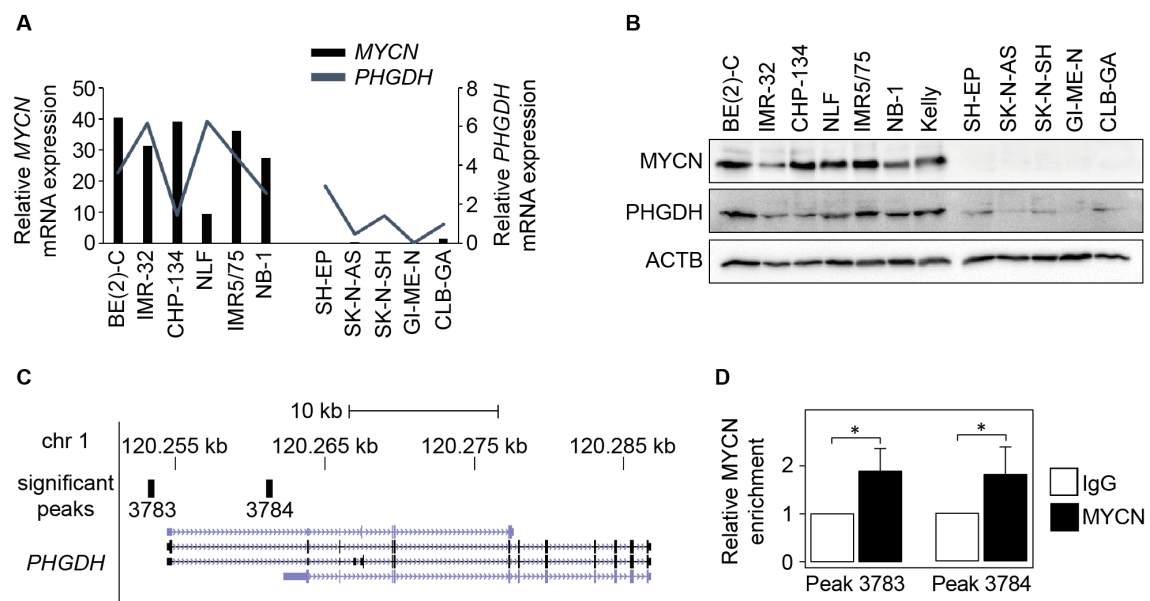 A
MYCN
PHGDH
Relative MYCN
mRNA expression
50
40
30
20
10
0
8
6
4
2
0
Relative PHGDH
mRNA expression
BE(2)-C
IMR-32
CHP-134
NLF
IMR5/75
NB-1
SH-EP
SK-N-AS
SK-N-SH
GI-ME-N
CLB-GA
B
BE(2)-C
IMR-32
CHP-134
NLF
IMR5/75
NB-1
Kelly
SH-EP
SK-N-AS
SK-N-SH
GI-ME-N
CLB-GA
MYCN
PHGDH
ACTB
C
10 kb
chr 1
120.255 kb
120.265 kb
120.275 kb
120.285 kb
significant
peaks
3783
3784
PHGDH
D
Relative MYCN
enrichment
2
1
0
*
*
Peak 3783
Peak 3784
IgG
MYCN